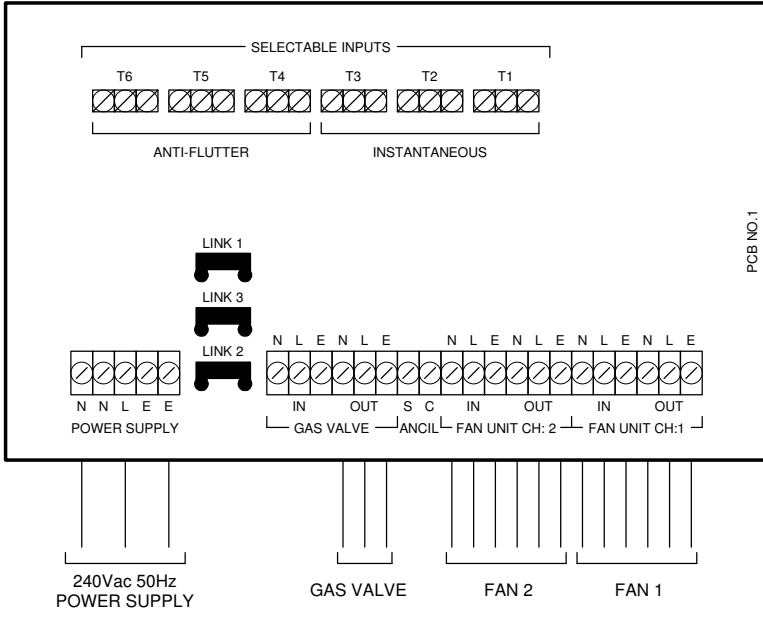 SELECTABLE INPUTS
T6 T5 T4 T3 T2 T1
ANTI-FLUTTER INSTANTANEOUS
PCB NO.1
LINK 1
LINK 3
LINK 2
N L E N L E N L E N L E N L E N L E
N N L E E IN OUT S C IN OUT IN OUT
POWER SUPPLY GAS VALVE ANCIL FAN UNIT CH: 2 FAN UNIT CH:1
240Vac 50Hz
POWER SUPPLY
GAS VALVE FAN 2 FAN 1